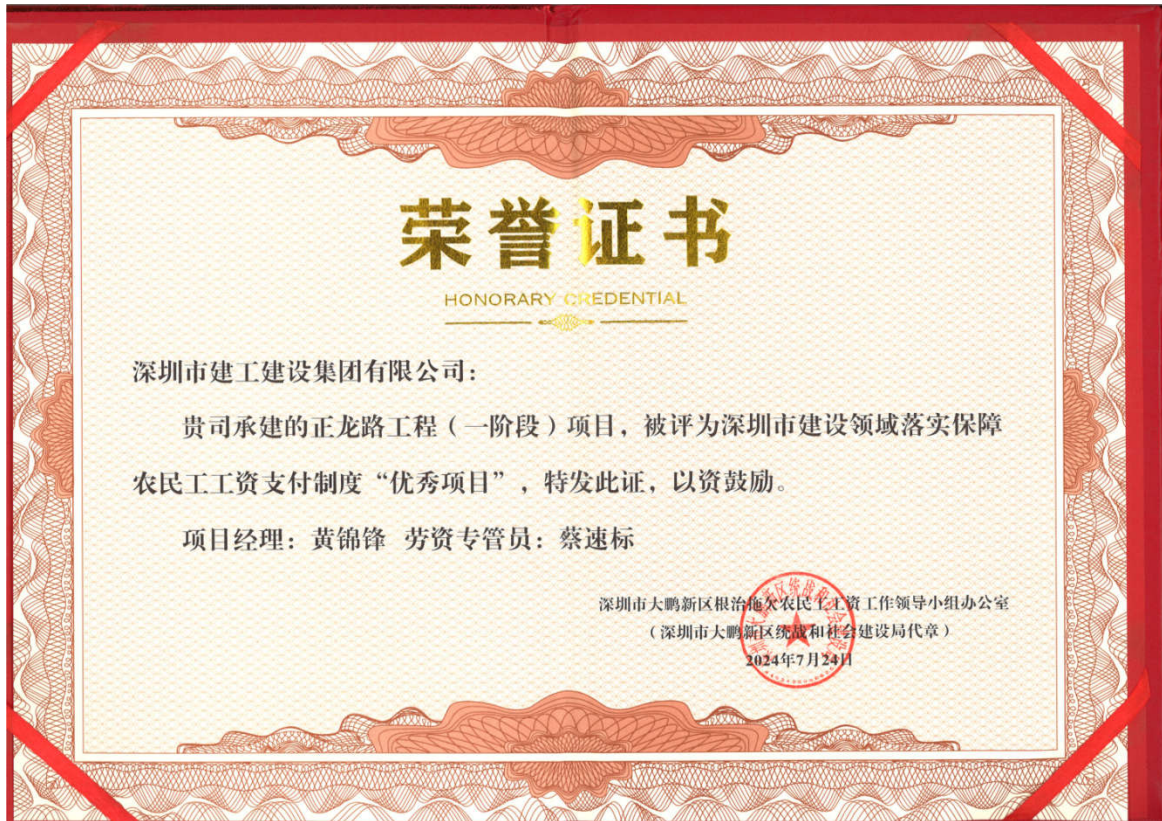 荣誉证书
HONORARY CREDENTIAL
深圳市建工建设集团有限公司：
贵司承建的正龙路工程（一阶段）项目，被评为深圳市建设领域落实保障
农民工工资支付制度“优秀项目”，特发此证，以资鼓励。
项目经理：黄锦锋 劳资专管员：蔡速标
深圳市大鹏新区根治拖欠农民工工资工作领导小组办公室
（深圳市大鹏新区统战和社会建设局代章）
2024年7月24日